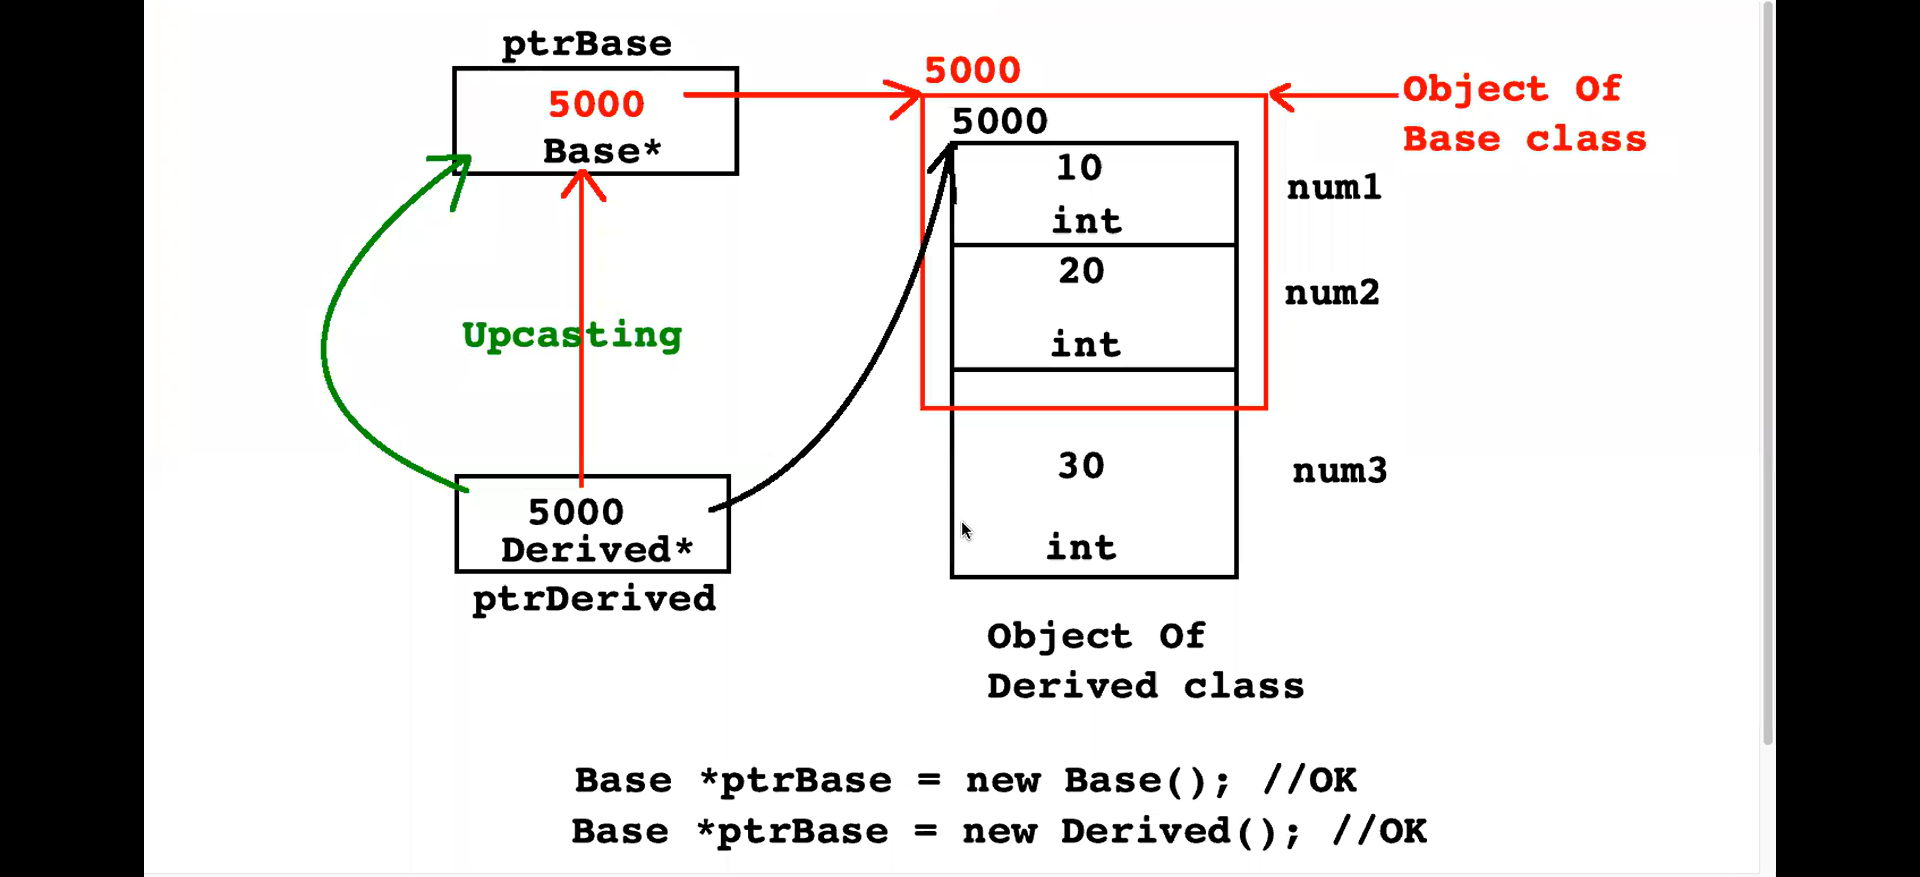 ptrBase
5000
Base*
5000
5000
Object Of
Base class
10
int
num1
20
int
num2
Upcasting
30
int
num3
5000
Derived*
ptrDerived
Object Of
Derived class
Base *ptrBase = new Base(); //OK
Base *ptrBase = new Derived(); //OK